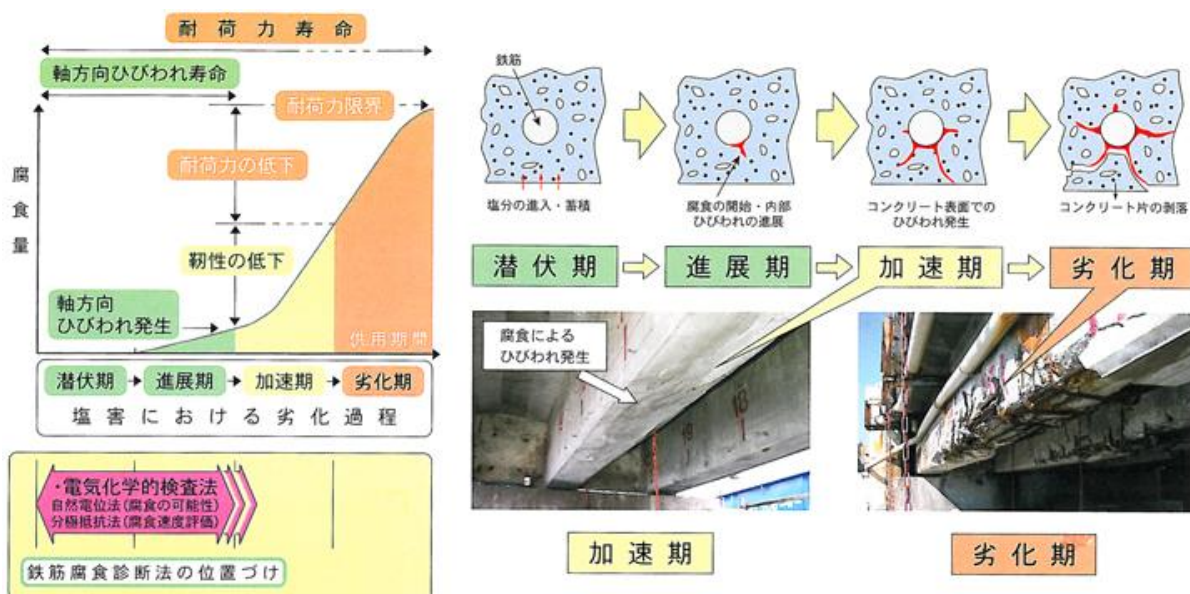 耐荷力寿命
軸方向ひびわれ寿命
耐荷力限界
腐食量
耐荷力の低下
靭性の低下
軸方向
ひびわれ発生
供用期間
潜伏期
進展期
加速期
劣化期
塩害における劣化過程
・電気化学的検査法
自然電位法(腐食の可能性)
分極抵抗法(腐食速度評価)
鉄筋腐食診断法の位置づけ
鉄筋
塩分の進入・蓄積
腐食の開始・内部
ひびわれの進展
コンクリート表面での
ひびわれ発生
コンクリート片の剥落
潜伏期
進展期
加速期
劣化期
腐食による
ひびわれ発生
18
19
加速期
劣化期